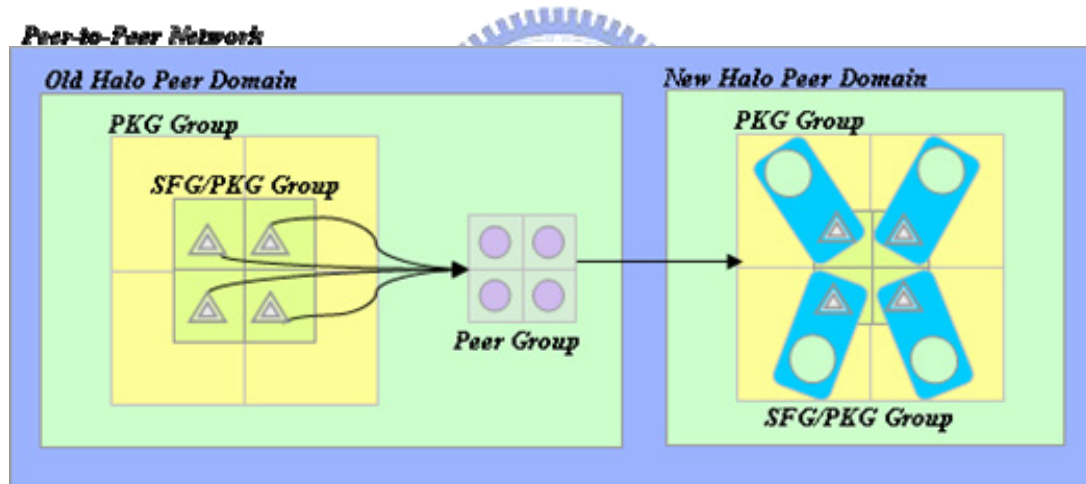 Peer-to-Peer Network
Old Halo Peer Domain
PKG Group
SFG/PKG Group
Peer Group
New Halo Peer Domain
PKG Group
SFG/PKG Group